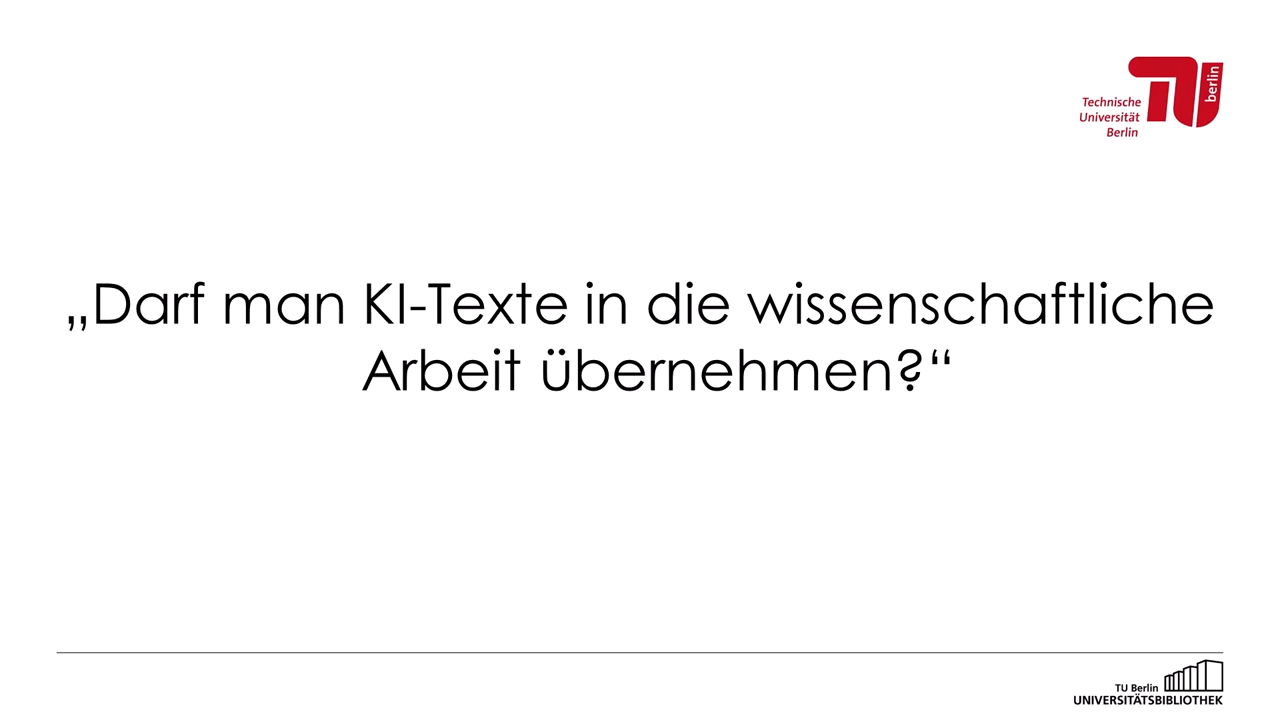 berlin
Technische
Universität
Berlin
„Darf man KI-Texte in die wissenschaftliche
Arbeit übernehmen?“
TU Berlin
UNIVERSITÄTSBIBLIOTHEK